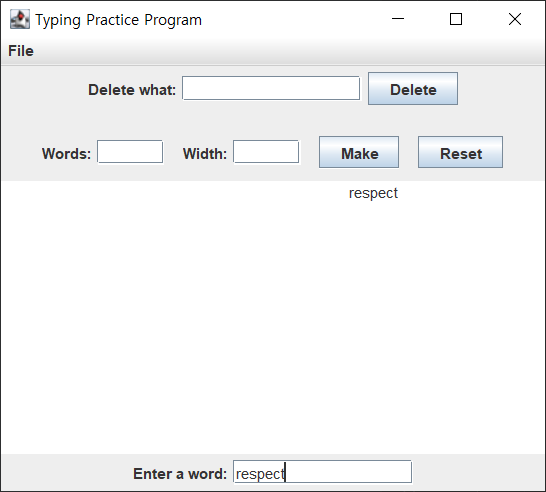 Typing Practice Program
File
Delete what: Delete
Words: Width: Make Reset
respect
Enter a word: respect